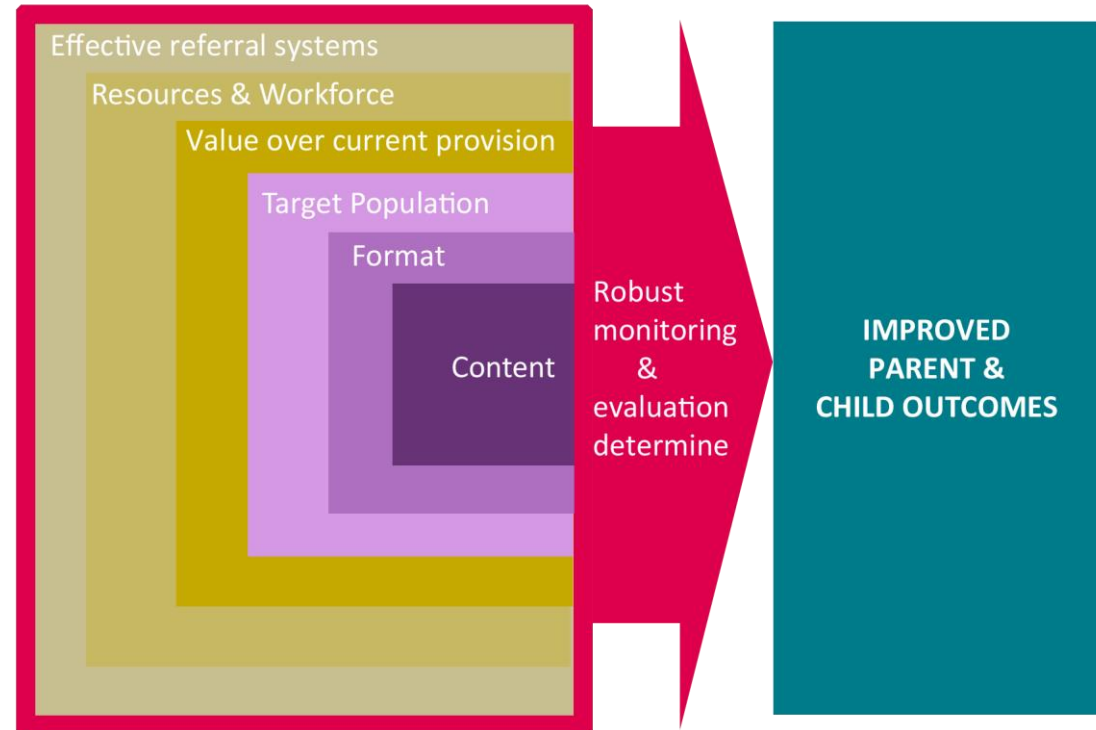 Effective referral systems
Resources & Workforce
Value over current provision
Target Population
Format
Content
Robust
monitoring
&
evaluation
determine
IMPROVED
PARENT &
CHILD OUTCOMES